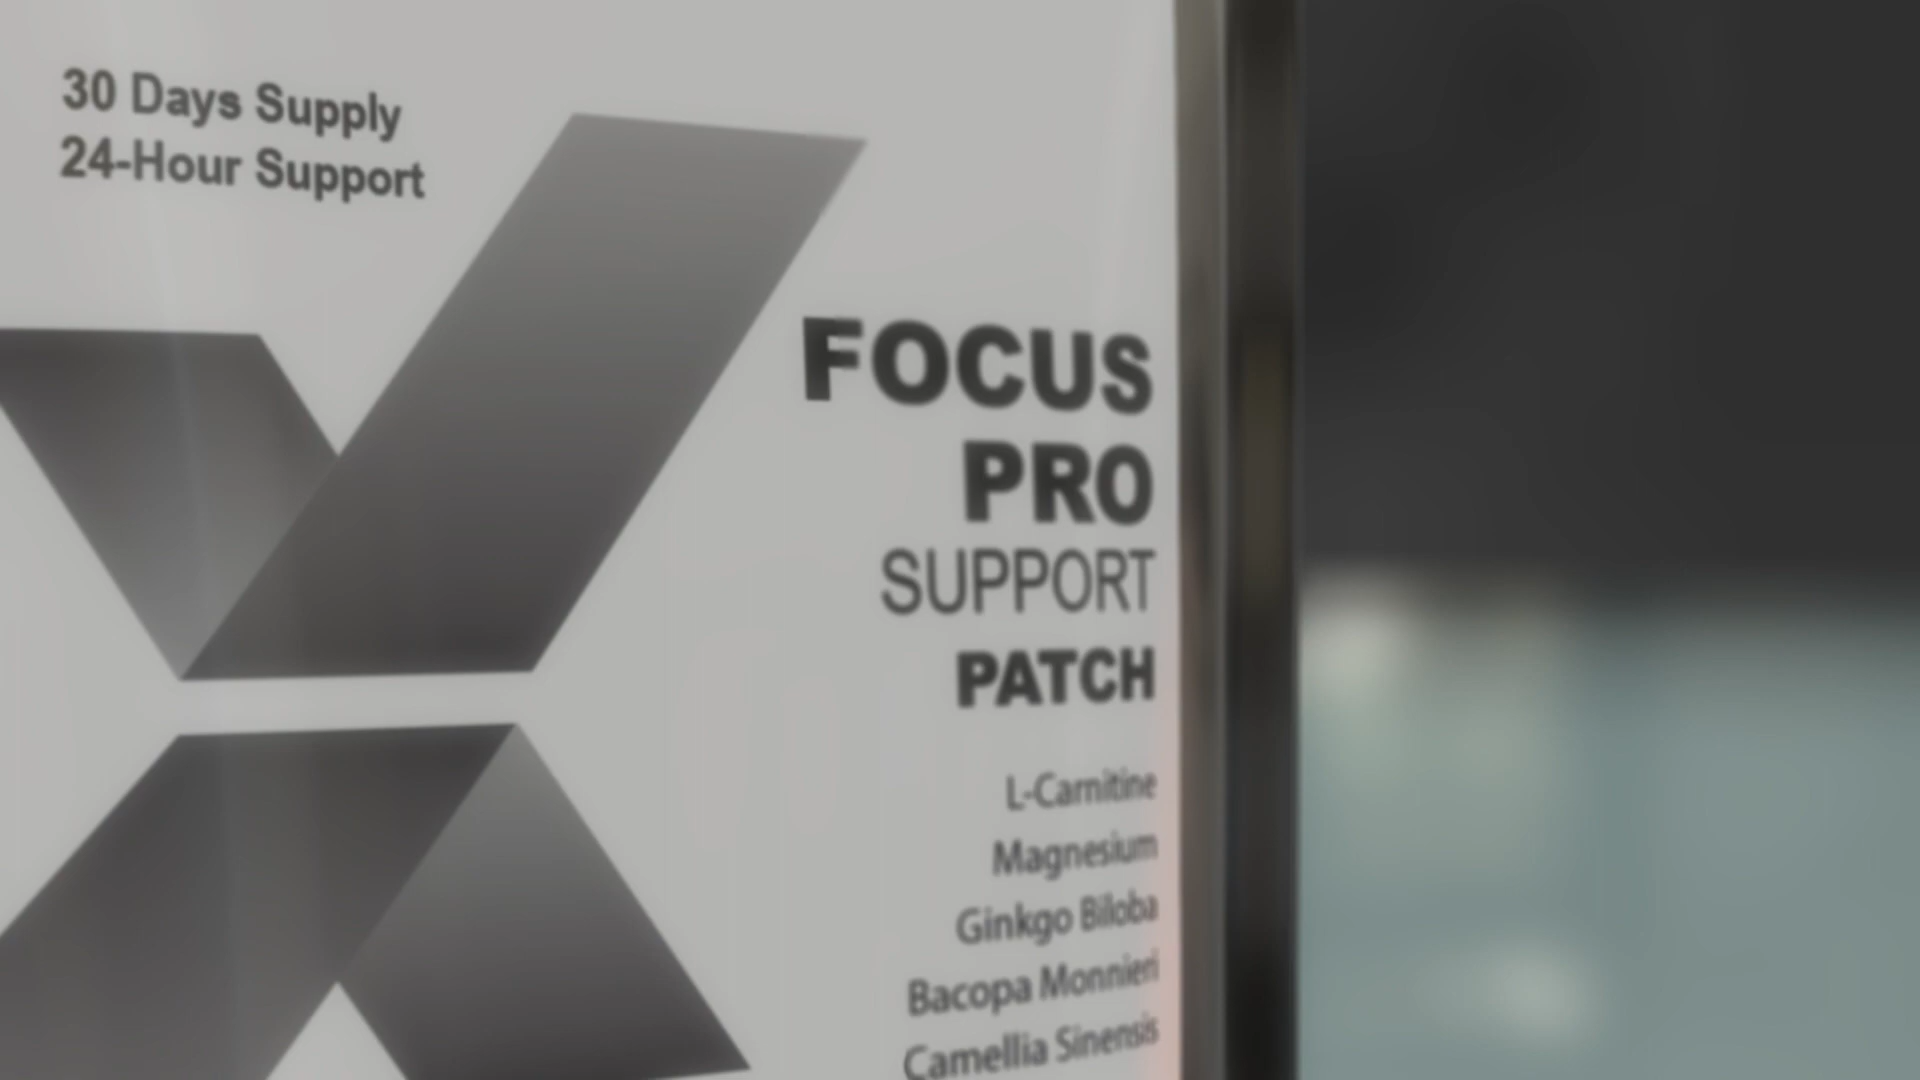 30 Days Supply
24-Hour Support
FOCUS
PRO
SUPPORT
PATCH
L-Carnitine
Magnesium
Ginkgo Biloba
Bacopa Monnieri
Camellia Sinensis